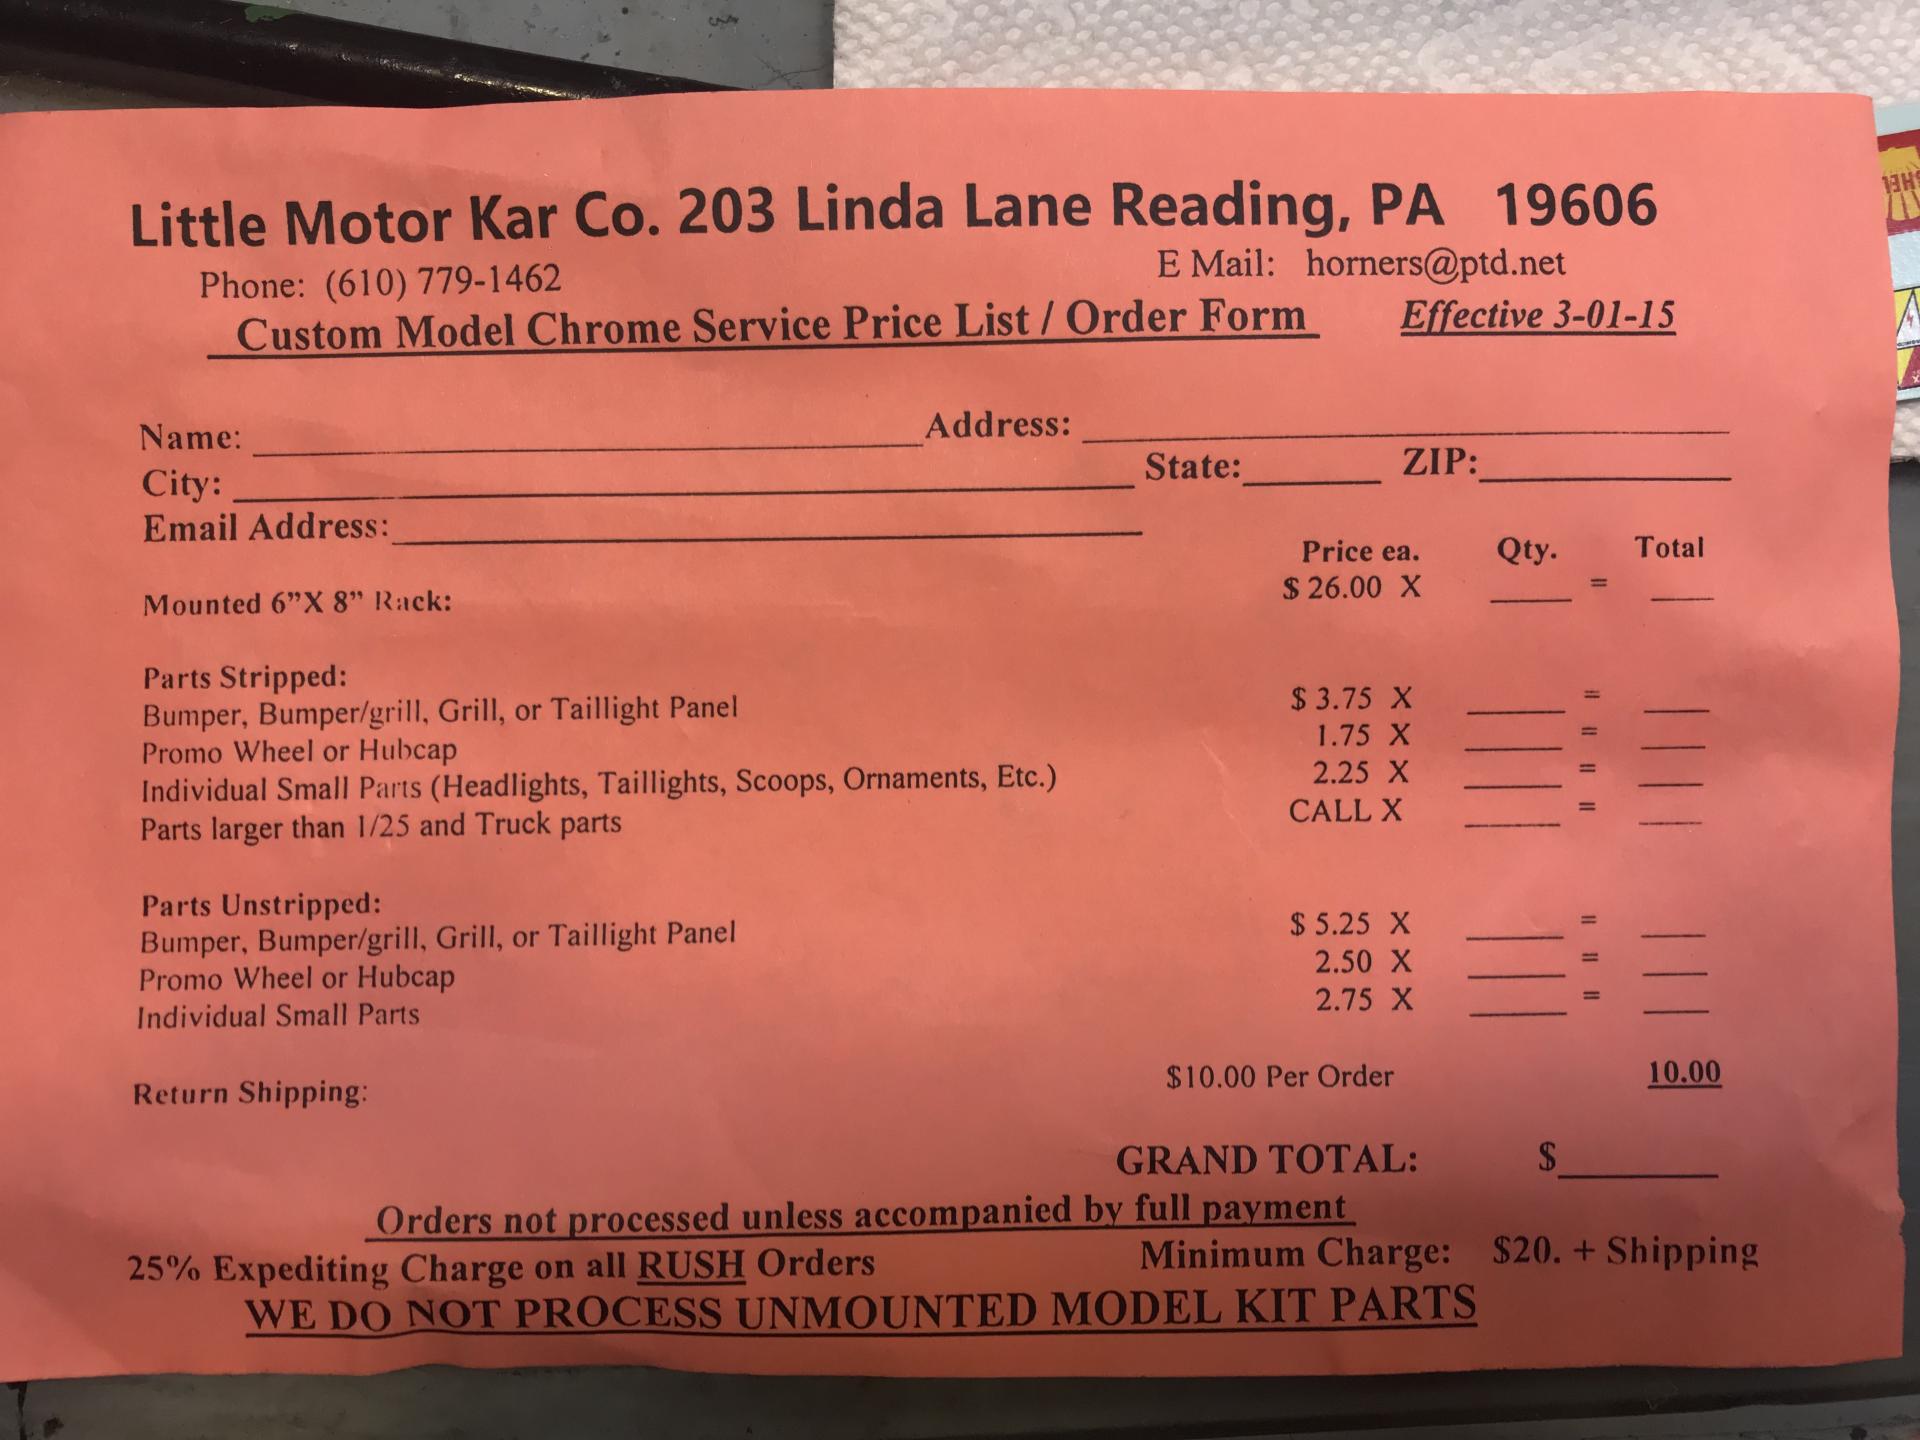 Little Motor Kar Co. 203 Linda Lane Reading, PA 19606
Phone: (610) 779-1462 E Mail: horners@ptd.net
Custom Model Chrome Service Price List / Order Form Effective 3-01-15
Name: Address:
City: State: ZIP:
Email Address:
Price ea. Qty. Total
Mounted 6”X 8” Rack: $ 26.00 X =
Parts Stripped:
Bumper, Bumper/grill, Grill, or Taillight Panel $ 3.75 X =
Promo Wheel or Hubcap 1.75 X =
Individual Small Parts (Headlights, Taillights, Scoops, Ornaments, Etc.) 2.25 X =
Parts larger than 1/25 and Truck parts CALL X =
Parts Unstripped:
Bumper, Bumper/grill, Grill, or Taillight Panel $ 5.25 X =
Promo Wheel or Hubcap 2.50 X =
Individual Small Parts 2.75 X =
Return Shipping: $10.00 Per Order 10.00
GRAND TOTAL: $
Orders not processed unless accompanied by full payment
25% Expediting Charge on all RUSH Orders Minimum Charge: $20. + Shipping
WE DO NOT PROCESS UNMOUNTED MODEL KIT PARTS